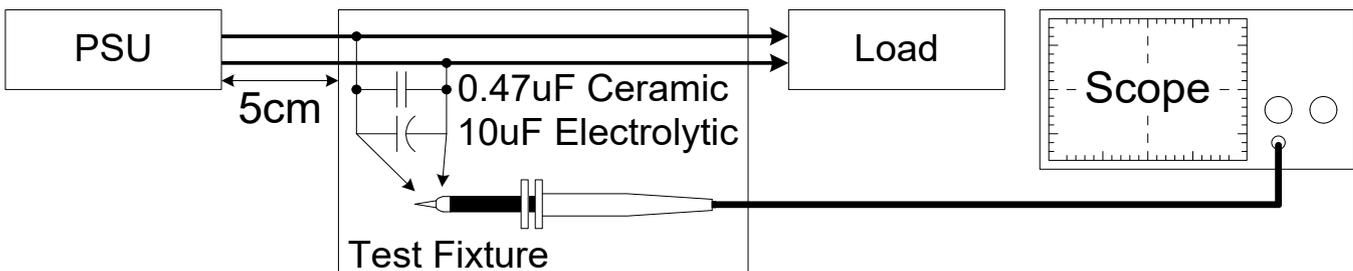 PSU
Load
Scope
5cm
0.47uF Ceramic
10uF Electrolytic
Test Fixture